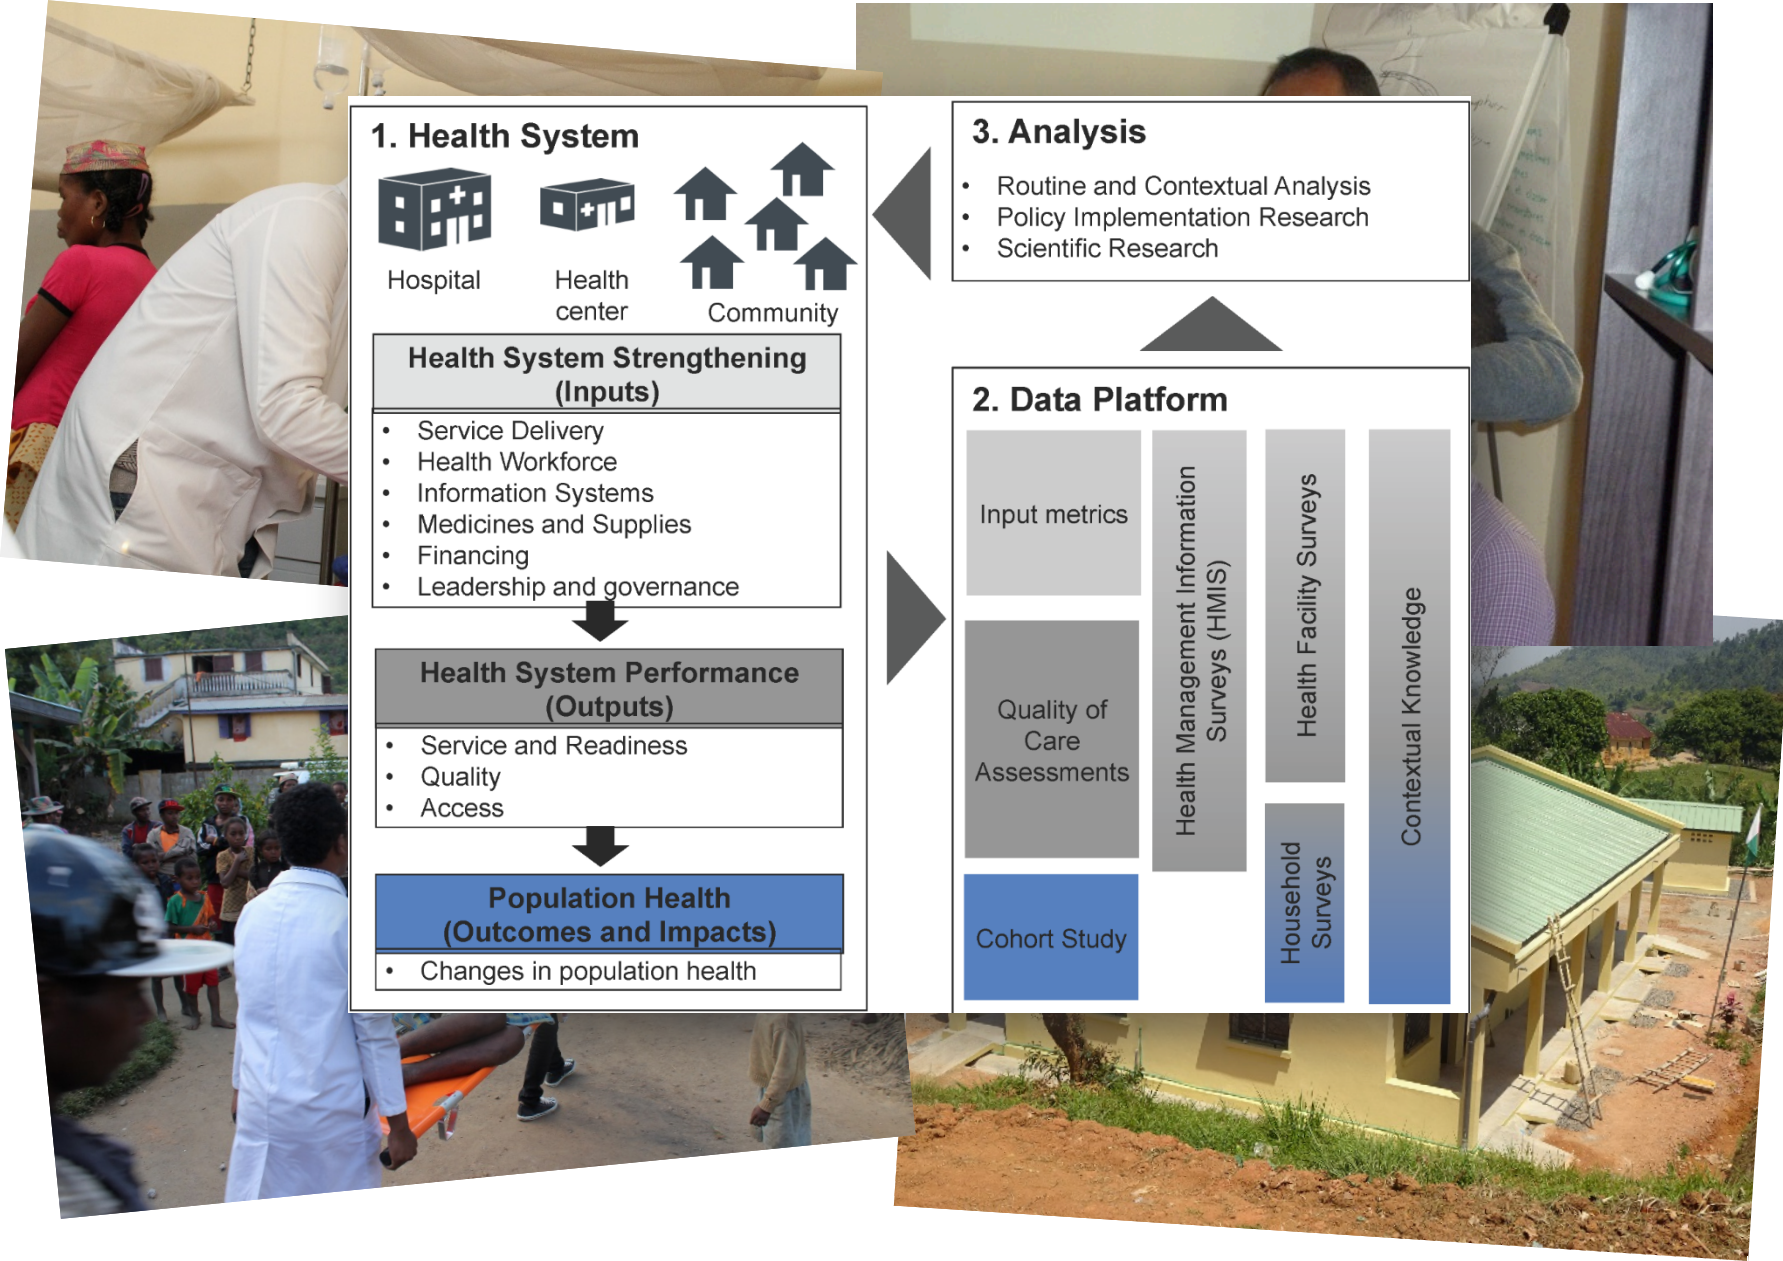 1. Health System
Hospital
Health
center
Community
Health System Strengthening
(Inputs)
• Service Delivery
• Health Workforce
• Information Systems
• Medicines and Supplies
• Financing
• Leadership and governance
Health System Performance
(Outputs)
• Service and Readiness
• Quality
• Access
Population Health
(Outcomes and Impacts)
• Changes in population health
2. Data Platform
Input metrics
Quality of
Care
Assessments
Cohort Study
Health Management Information
Surveys (HMIS)
Health Facility Surveys
Household
Surveys
Contextual Knowledge
3. Analysis
• Routine and Contextual Analysis
• Policy Implementation Research
• Scientific Research